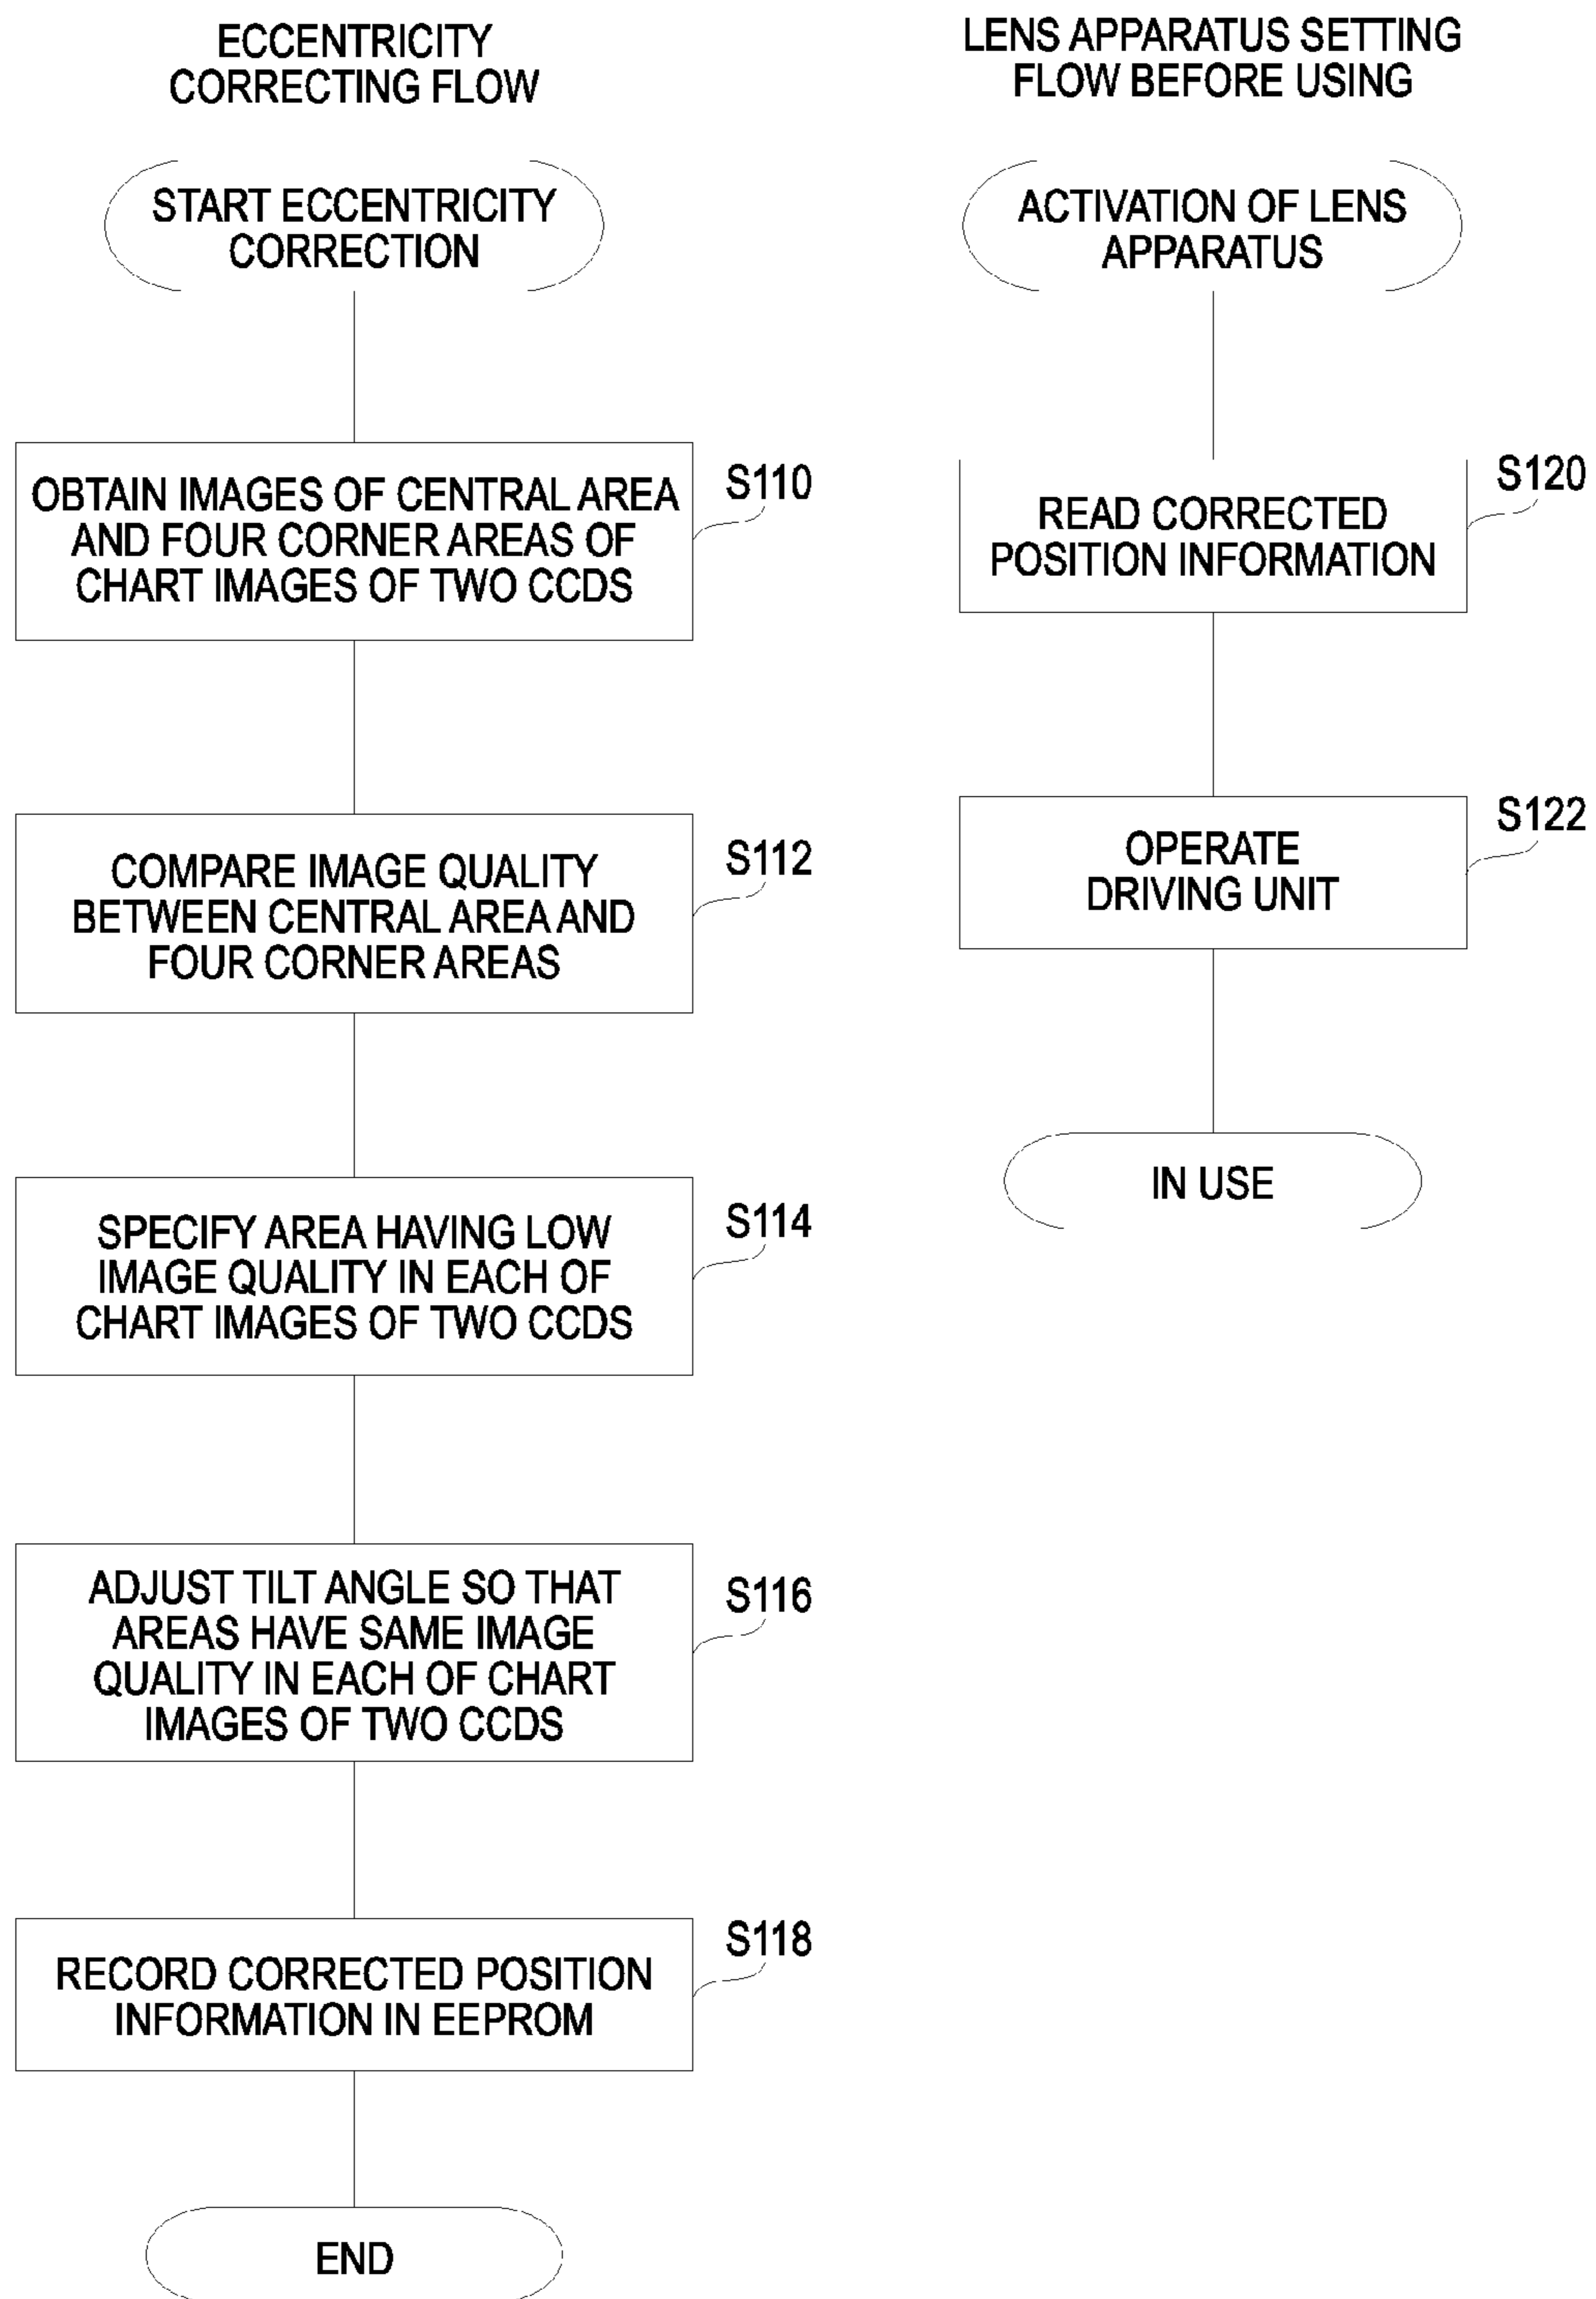 ECCENTRICITY
CORRECTING FLOW
START ECCENTRICITY
CORRECTION
OBTAIN IMAGES OF CENTRAL AREA
AND FOUR CORNER AREAS OF
CHART IMAGES OF TWO CCDS
S110
COMPARE IMAGE QUALITY
BETWEEN CENTRAL AREA AND
FOUR CORNER AREAS
S112
SPECIFY AREA HAVING LOW
IMAGE QUALITY IN EACH OF
CHART IMAGES OF TWO CCDS
S114
ADJUST TILT ANGLE SO THAT
AREAS HAVE SAME IMAGE
QUALITY IN EACH OF CHART
IMAGES OF TWO CCDS
S116
RECORD CORRECTED POSITION
INFORMATION IN EEPROM
S118
END
LENS APPARATUS SETTING
FLOW BEFORE USING
ACTIVATION OF LENS
APPARATUS
READ CORRECTED
POSITION INFORMATION
S120
OPERATE
DRIVING UNIT
S122
IN USE